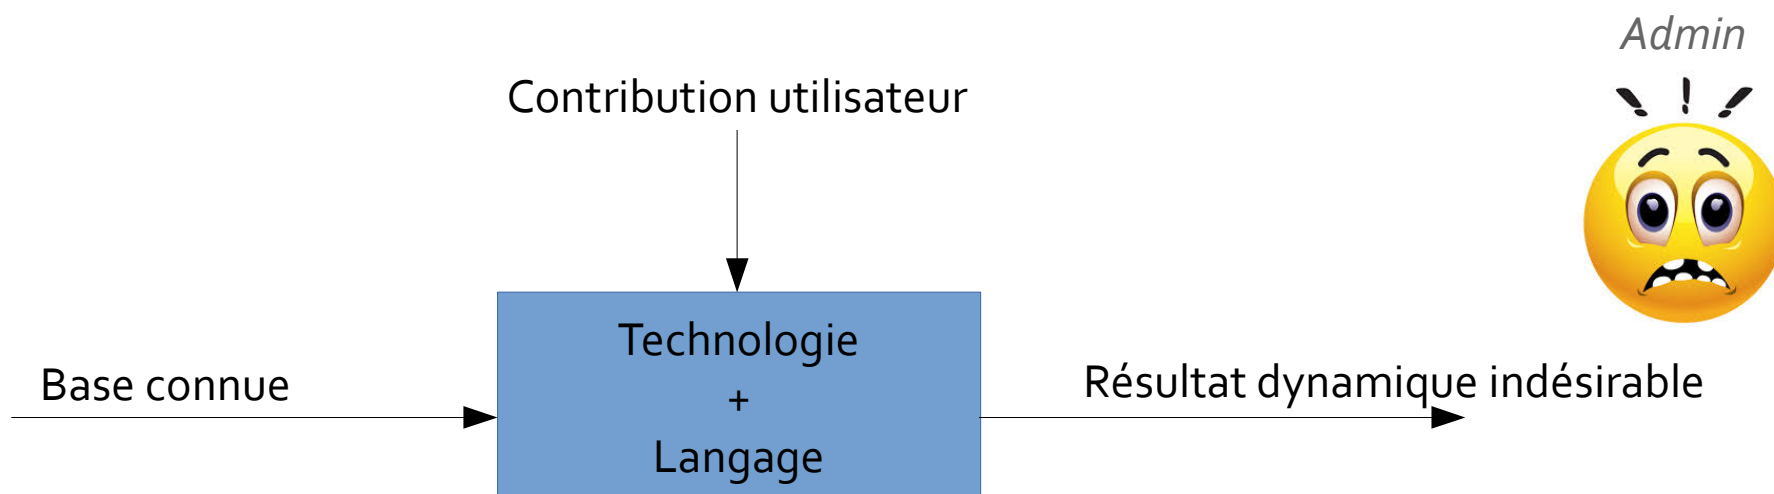 Admin
Contribution utilisateur
Technologie
+
Langage
Base connue
Résultat dynamique indésirable